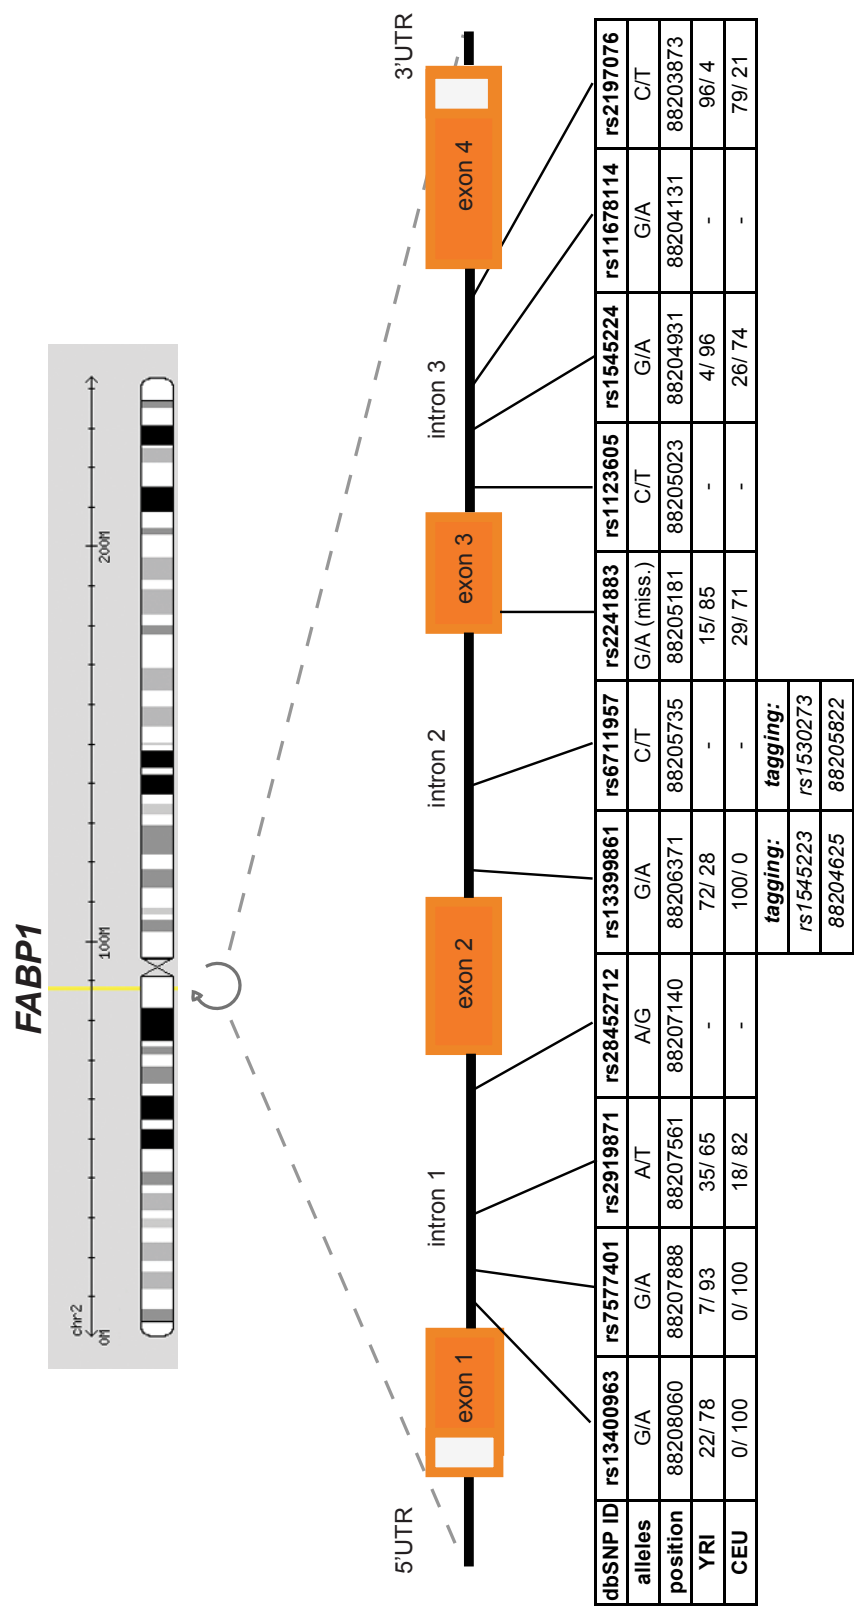 FABP1
chr2
0M 100M 200M
5'UTR 3'UTR
intron 1 intron 2 intron 3
exon 1 exon 2 exon 3 exon 4
dbSNP ID rs13400963 rs7577401 rs2919871 rs28452712 rs13399861 rs6711957 rs2241883 rs1123605 rs1545224 rs11678114 rs2197076
alleles G/A G/A A/T A/G G/A C/T G/A (miss.) C/T G/A G/A C/T
position 88208060 88207888 88207561 88207140 88206371 88205735 88205181 88205023 88204931 88204131 88203873
YRI 22/ 78 7/ 93 35/ 65 - 72/ 28 - 15/ 85 - 4/ 96 - 96/ 4
CEU 0/ 100 0/ 100 18/ 82 - 100/ 0 - 29/ 71 - 26/ 74 - 79/ 21
tagging: tagging:
rs1545223 rs1530273
88204625 88205822